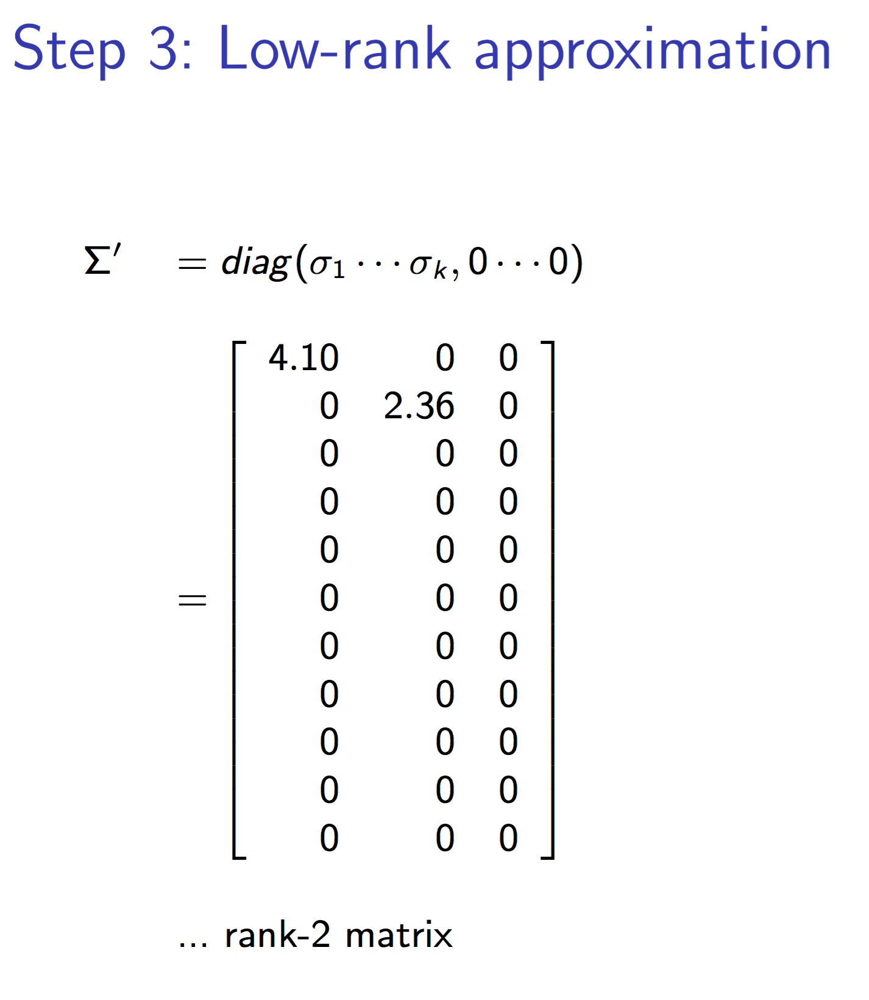 Step 3: Low-rank approximation
Σ′ = diag(σ₁ ⋯ σₖ, 0 ⋯ 0)
4.10 0 0
0 2.36 0
0 0 0
0 0 0
0 0 0
= 0 0 0
0 0 0
0 0 0
0 0 0
0 0 0
0 0 0
... rank-2 matrix